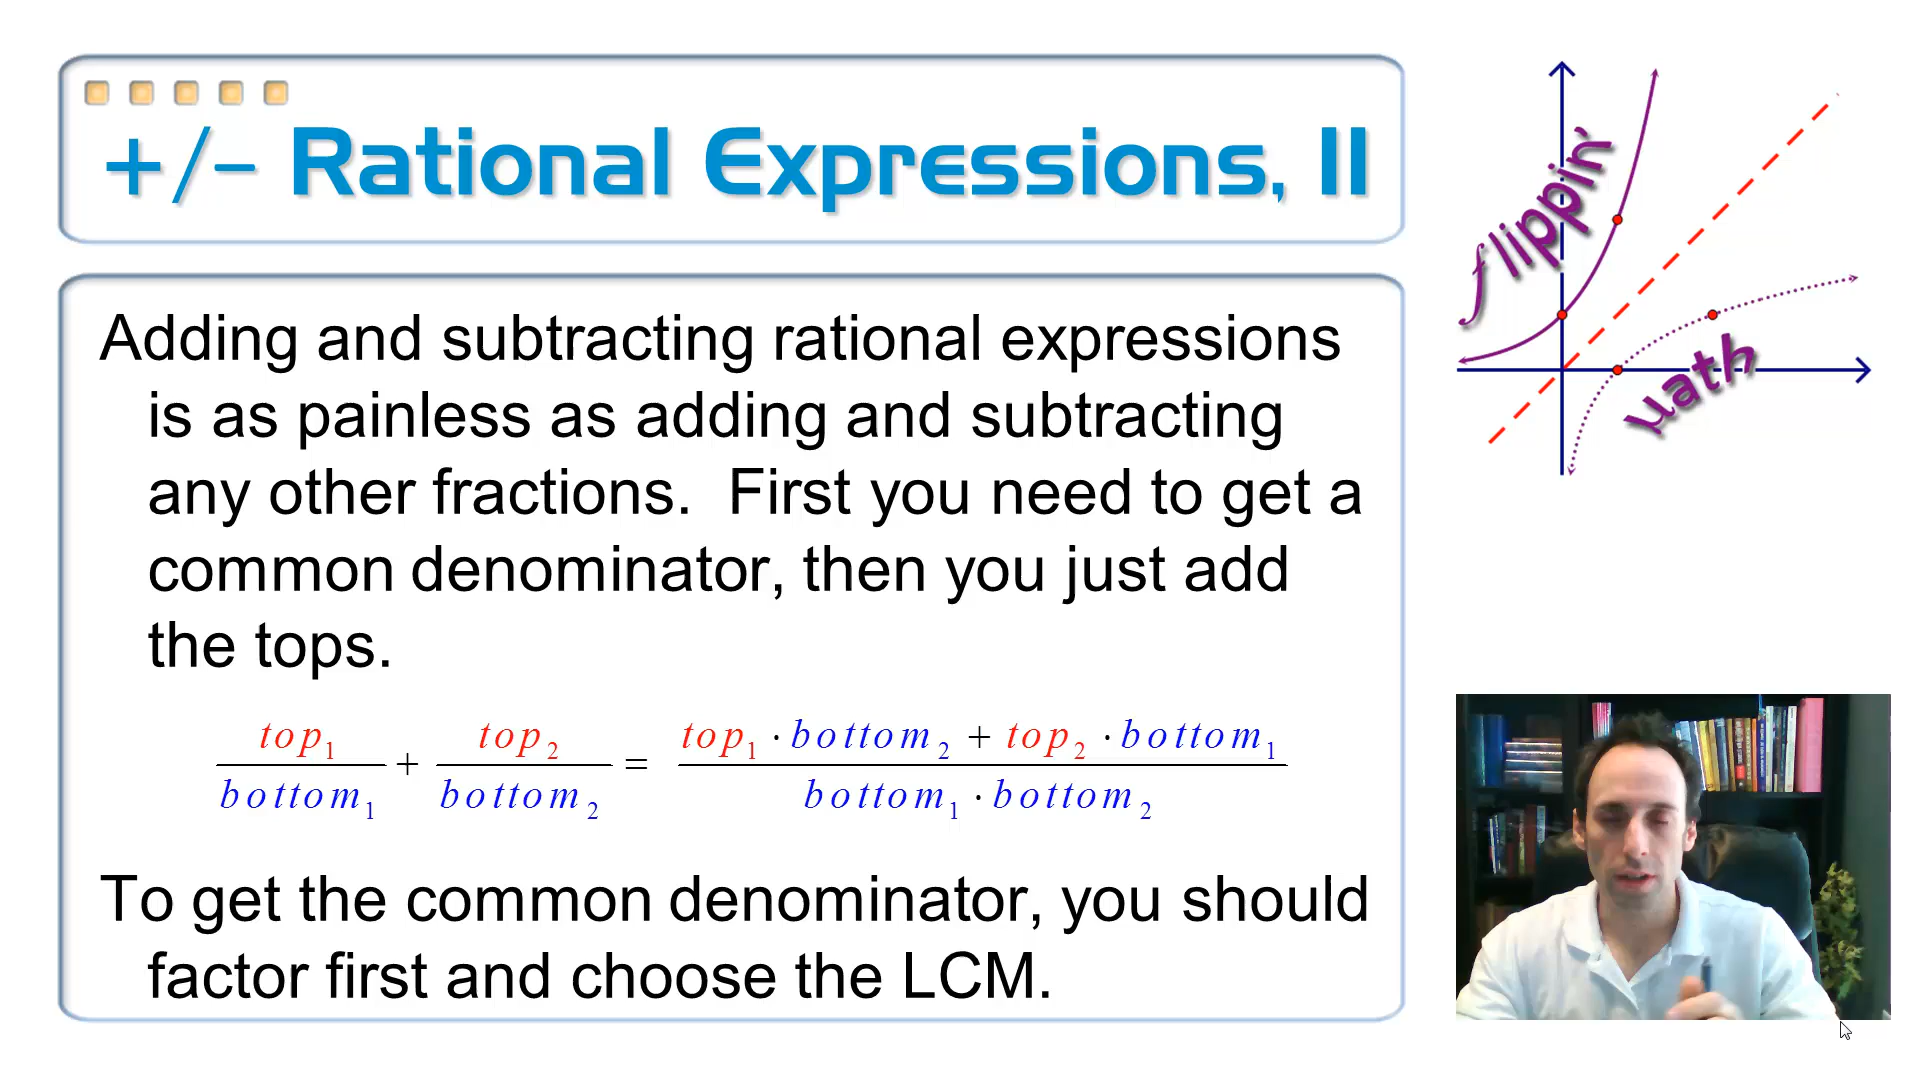 +/– Rational Expressions, II
flippin'
math
Adding and subtracting rational expressions
is as painless as adding and subtracting
any other fractions.  First you need to get a
common denominator, then you just add
the tops.
top₁/bottom₁ + top₂/bottom₂ = (top₁ · bottom₂ + top₂ · bottom₁)/(bottom₁ · bottom₂)
To get the common denominator, you should
factor first and choose the LCM.